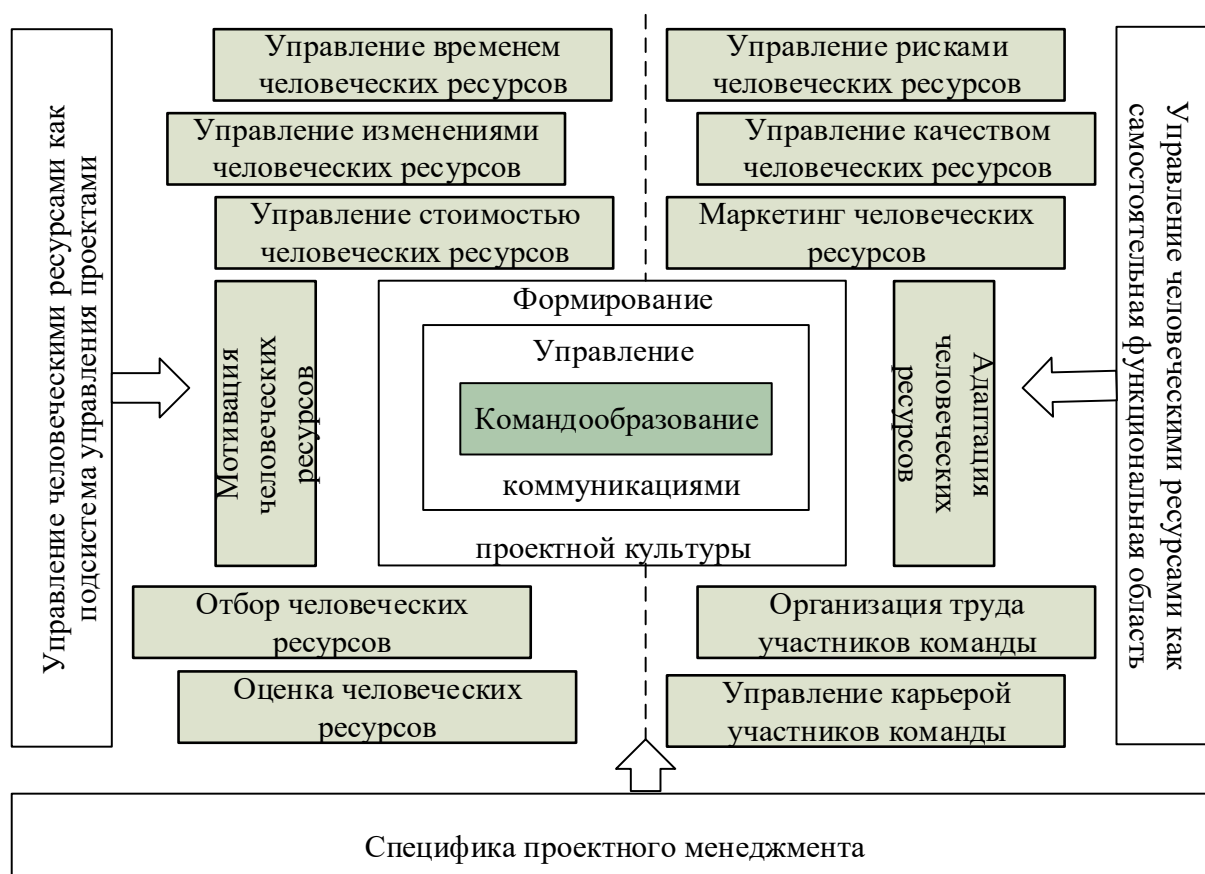 Управление человеческими ресурсами как
подсистема управления проектами
Управление временем
человеческих ресурсов
Управление изменениями
человеческих ресурсов
Управление стоимостью
человеческих ресурсов
Управление рисками
человеческих ресурсов
Управление качеством
человеческих ресурсов
Маркетинг человеческих
ресурсов
Мотивация
человеческих
ресурсов
Формирование
Управление
Командообразование
коммуникациями
проектной культуры
Адаптация
человеческих
ресурсов
Отбор человеческих
ресурсов
Оценка человеческих
ресурсов
Организация труда
участников команды
Управление карьерой
участников команды
Управление человеческими ресурсами как
самостоятельная функциональная область
Специфика проектного менеджмента